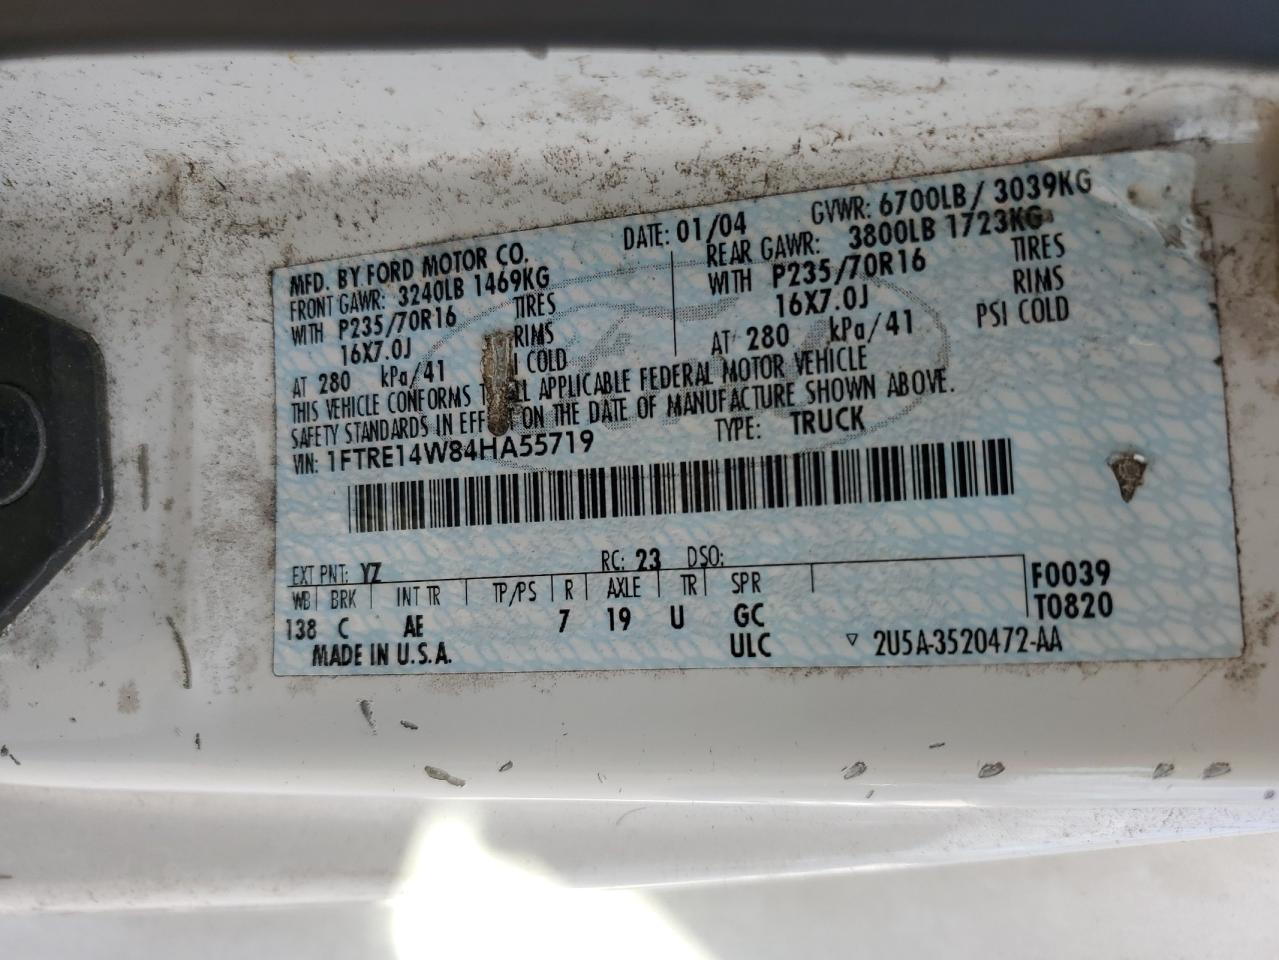 MFD. BY FORD MOTOR CO.
DATE: 01/04
GVWR: 6700LB/ 3039KG
FRONT GAWR: 3240LB 1469KG
REAR GAWR: 3800LB 1723KG
WITH P235/70R16 TIRES
WITH P235/70R16 TIRES
16X7.0J RIMS
16X7.0J RIMS
AT 280 kPa/41 COLD
AT 280 kPa/41 PSI COLD
THIS VEHICLE CONFORMS ALL APPLICABLE FEDERAL MOTOR VEHICLE
SAFETY STANDARDS IN ON THE DATE OF MANUFACTURE SHOWN ABOVE.
VIN: 1FTRE14W84HA55719
TYPE: TRUCK
EXT PNT: YZ RC: 23 DSO:
WB BRK INT TR TP/PS R AXLE TR SPR
F0039
138 C AE 7 19 U GC
T0820
ULC ▽ 2U5A-3520472-AA
MADE IN U.S.A.